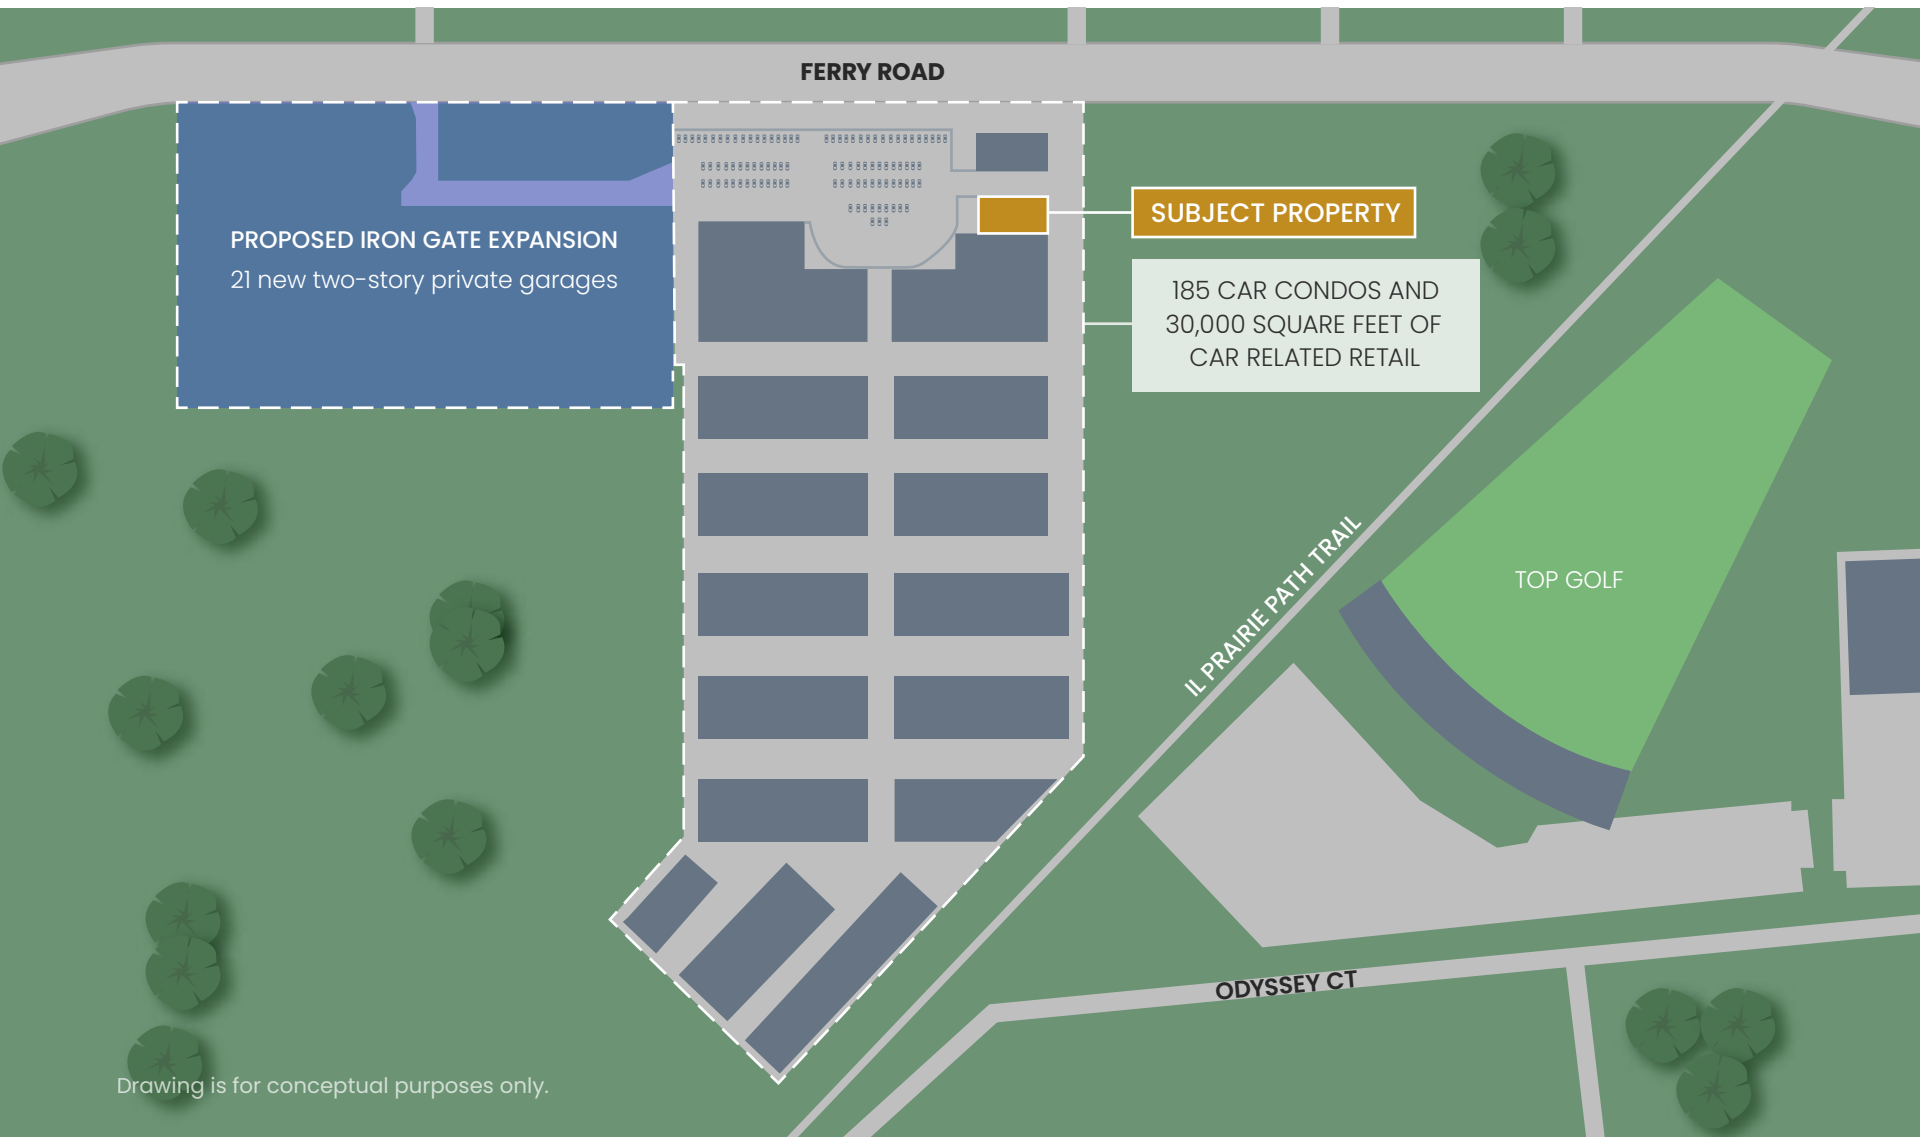 FERRY ROAD
PROPOSED IRON GATE EXPANSION
21 new two-story private garages
SUBJECT PROPERTY
185 CAR CONDOS AND
30,000 SQUARE FEET OF
CAR RELATED RETAIL
IL PRAIRIE PATH TRAIL
TOP GOLF
ODYSSEY CT
Drawing is for conceptual purposes only.